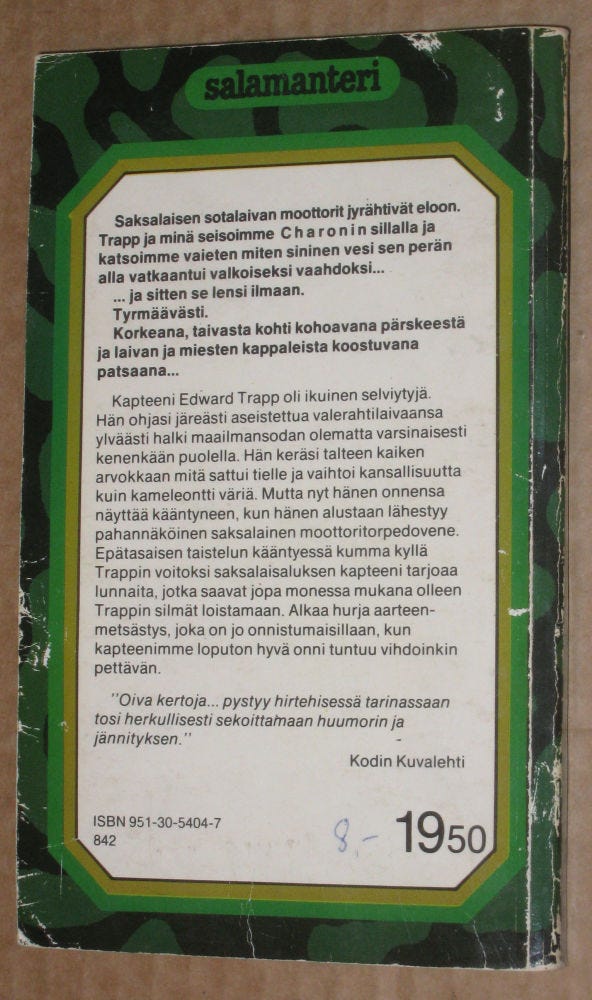 salamanteri
Saksalaisen sotalaivan moottorit jyrähtivät eloon.
Trapp ja minä seisoimme Charonin sillalla ja
katsoimme vaieten miten sininen vesi sen perän
alla vatkaantui valkoiseksi vaahdoksi...
... ja sitten se lensi ilmaan.
Tyrmäävästi.
Korkeana, taivasta kohti kohoavana pärskeestä
ja laivan ja miesten kappaleista koostuvana
patsaana...
Kapteeni Edward Trapp oli ikuinen selviytyjä.
Hän ohjasi järeästi aseistettua valerahtilaivaansa
ylväästi halki maailmansodan olematta varsinaisesti
kenenkään puolella. Hän keräsi talteen kaiken
arvokkaan mitä sattui tielle ja vaihtoi kansallisuutta
kuin kameleontti väriä. Mutta nyt hänen onnensa
näyttää kääntyneen, kun hänen alustaan lähestyy
pahannäköinen saksalainen moottoritorpedovene.
Epätasaisen taistelun kääntyessä kumma kyllä
Trappin voitoksi saksalaisaluksen kapteeni tarjoaa
lunnaita, jotka saavat jopa monessa mukana olleen
Trappin silmät loistamaan. Alkaa hurja aarteen-
metsästys, joka on jo onnistumaisillaan, kun
kapteenimme loputon hyvä onni tuntuu vihdoinkin
pettävän.
"Oiva kertoja... pystyy hirtehisessä tarinassaan
tosi herkullisesti sekoittamaan huumorin ja
jännityksen."
Kodin Kuvalehti
ISBN 951-30-5404-7
842
8- 1950